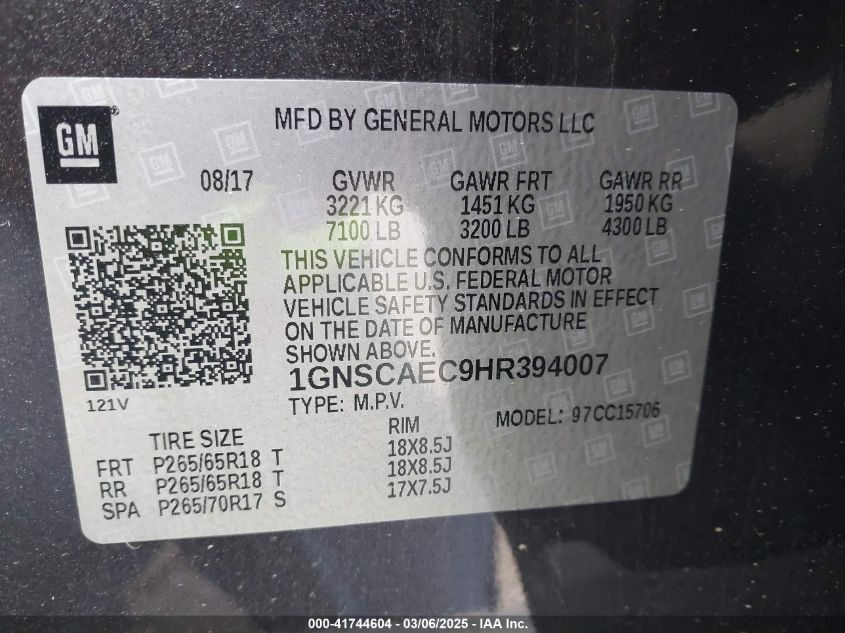 GM
MFD BY GENERAL MOTORS LLC
08/17 GVWR GAWR FRT GAWR RR
3221 KG 1451 KG 1950 KG
7100 LB 3200 LB 4300 LB
THIS VEHICLE CONFORMS TO ALL
APPLICABLE U.S. FEDERAL MOTOR
VEHICLE SAFETY STANDARDS IN EFFECT
ON THE DATE OF MANUFACTURE
SHOWN ABOVE.
1GNSCAEC9HR394007
121V
TYPE: M.P.V. MODEL: 97CC15706
TIRE SIZE RIM
FRT P265/65R18 T 18X8.5J
RR P265/65R18 T 18X8.5J
SPA P265/70R17 S 17X7.5J
000-41744604 - 03/06/2025 - IAAI - IAA Inc.